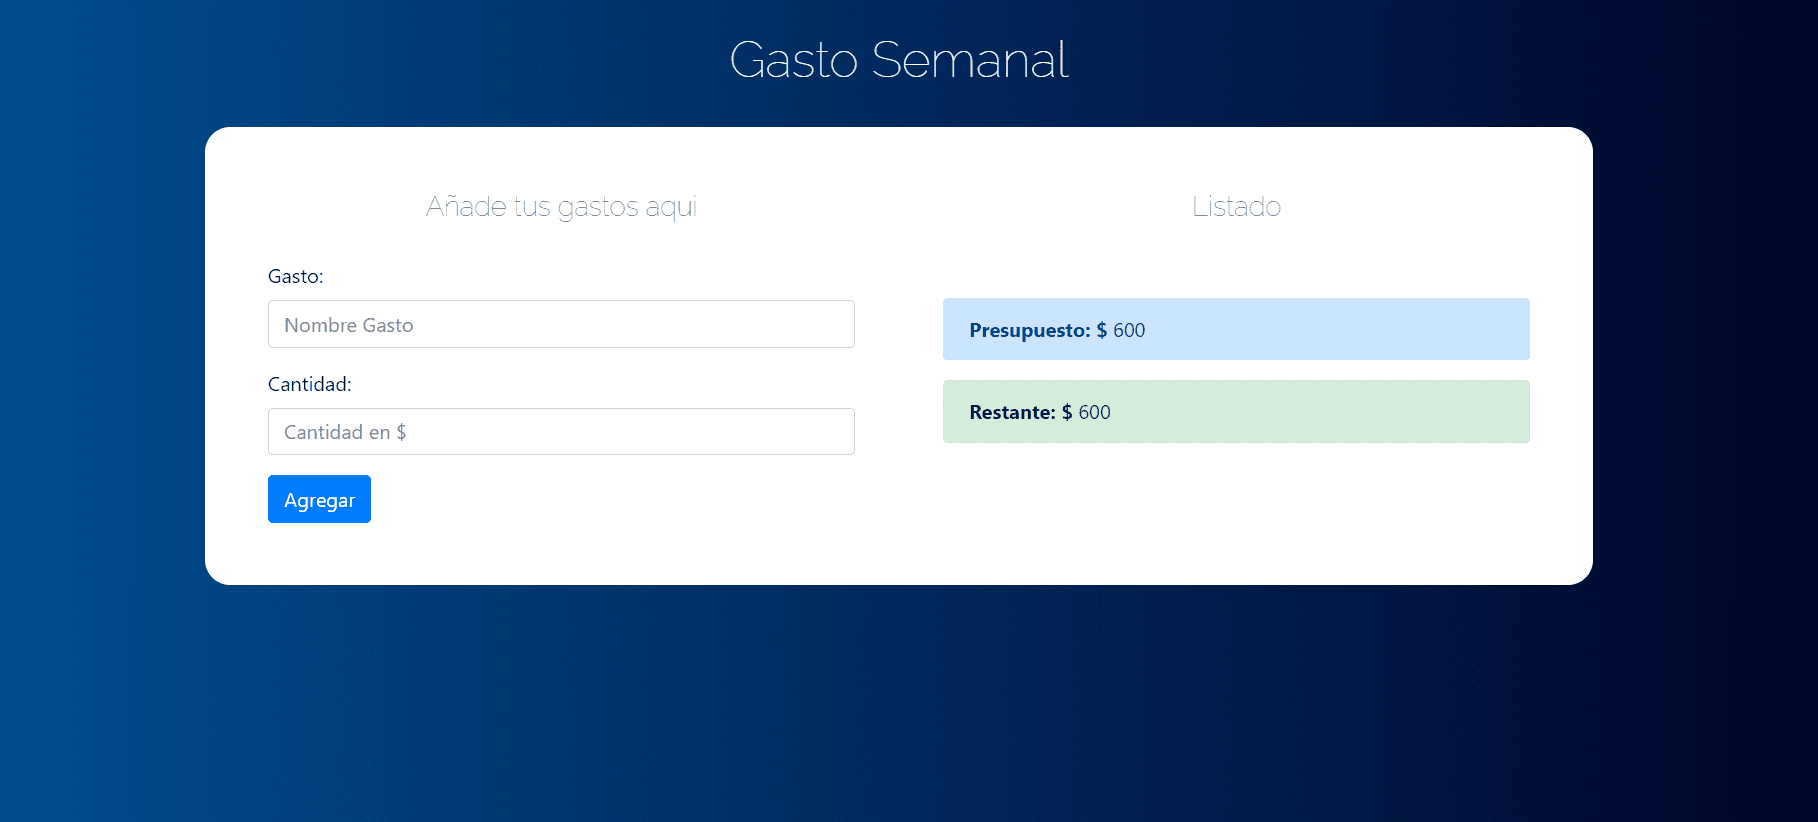 Gasto Semanal
Añade tus gastos aqui
Gasto:
Nombre Gasto
Cantidad:
Cantidad en $
Agregar
Listado
Presupuesto: $ 600
Restante: $ 600